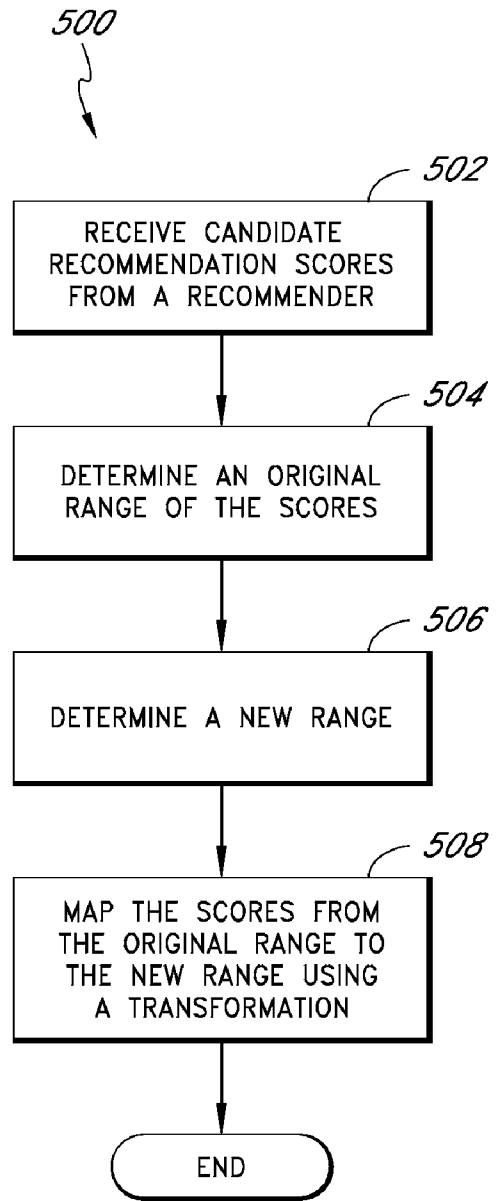 500
502
RECEIVE CANDIDATE
RECOMMENDATION SCORES
FROM A RECOMMENDER
504
DETERMINE AN ORIGINAL
RANGE OF THE SCORES
506
DETERMINE A NEW RANGE
508
MAP THE SCORES FROM
THE ORIGINAL RANGE TO
THE NEW RANGE USING
A TRANSFORMATION
END